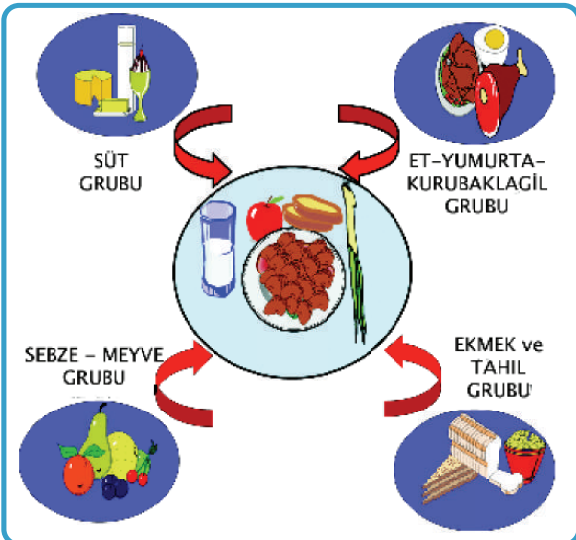 SÜT
GRUBU
ET-YUMURTA-
KURUBAKLAGİL
GRUBU
SEBZE - MEYVE
GRUBU
EKMEK ve
TAHIL
GRUBU